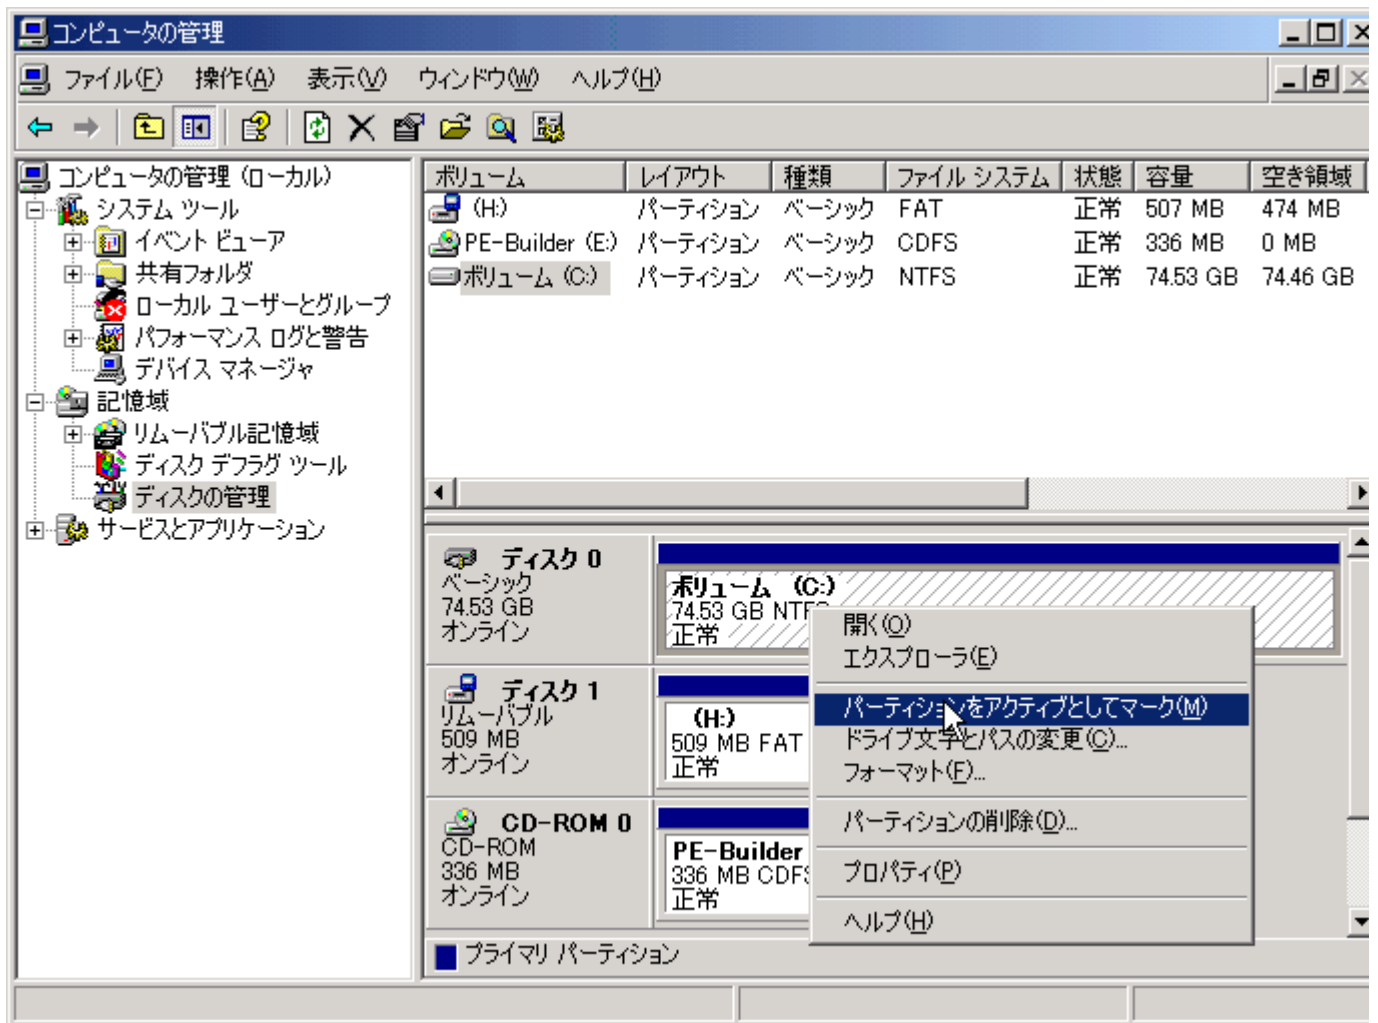 コンピュータの管理
ファイル(F) 操作(A) 表示(V) ウィンドウ(W) ヘルプ(H)
コンピュータの管理 (ローカル)
システム ツール
イベント ビューア
共有フォルダ
ローカル ユーザーとグループ
パフォーマンス ログと警告
デバイス マネージャ
記憶域
リムーバブル記憶域
ディスク デフラグ ツール
ディスクの管理
サービスとアプリケーション
ボリューム レイアウト 種類 ファイル システム 状態 容量 空き領域
(H:) パーティション ベーシック FAT 正常 507 MB 474 MB
PE-Builder (E:) パーティション ベーシック CDFS 正常 336 MB 0 MB
ボリューム (C:) パーティション ベーシック NTFS 正常 74.53 GB 74.46 GB
ディスク 0
ベーシック
74.53 GB
オンライン
ボリューム (C:)
74.53 GB NTFS
正常
ディスク 1
リムーバブル
509 MB
オンライン
(H:)
509 MB FAT
正常
CD-ROM 0
CD-ROM
336 MB
オンライン
PE-Builder
336 MB CDFS
正常
開く(O)
エクスプローラ(E)
パーティションをアクティブとしてマーク(M)
ドライブ文字とパスの変更(C)...
フォーマット(F)...
パーティションの削除(D)...
プロパティ(P)
ヘルプ(H)
プライマリ パーティション